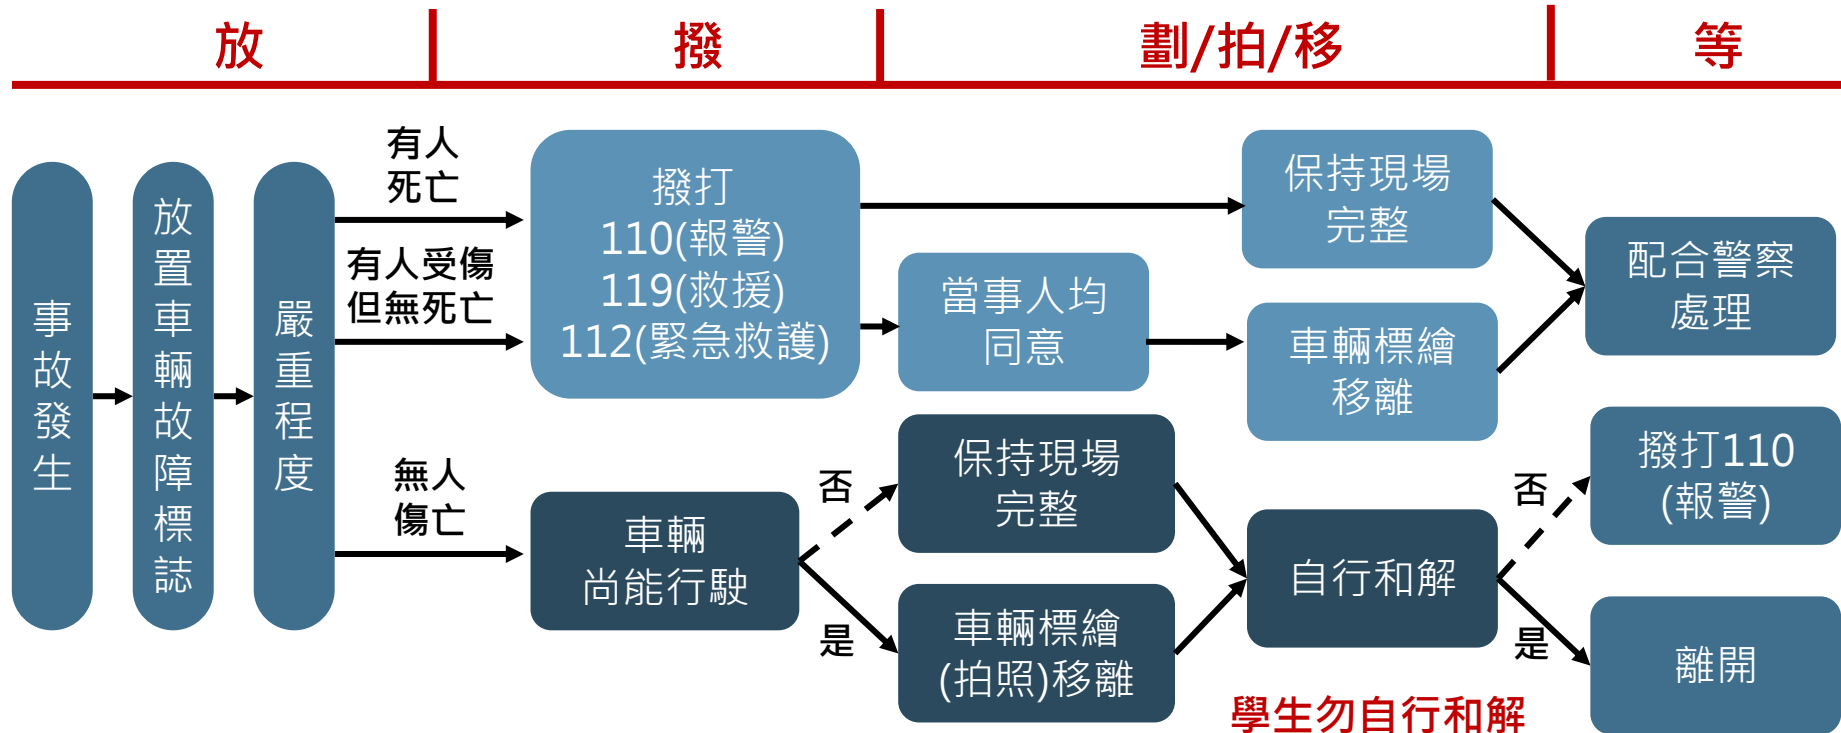 放
撥
劃/拍/移
等
事故發生
放置車輛故障標誌
嚴重程度
有人
死亡
有人受傷
但無死亡
無人
傷亡
撥打
110(報警)
119(救援)
112(緊急救護)
當事人均
同意
保持現場
完整
車輛標繪
移離
配合警察
處理
車輛
尚能行駛
否
是
保持現場
完整
車輛標繪
(拍照)移離
自行和解
學生勿自行和解
否
是
撥打110
(報警)
離開